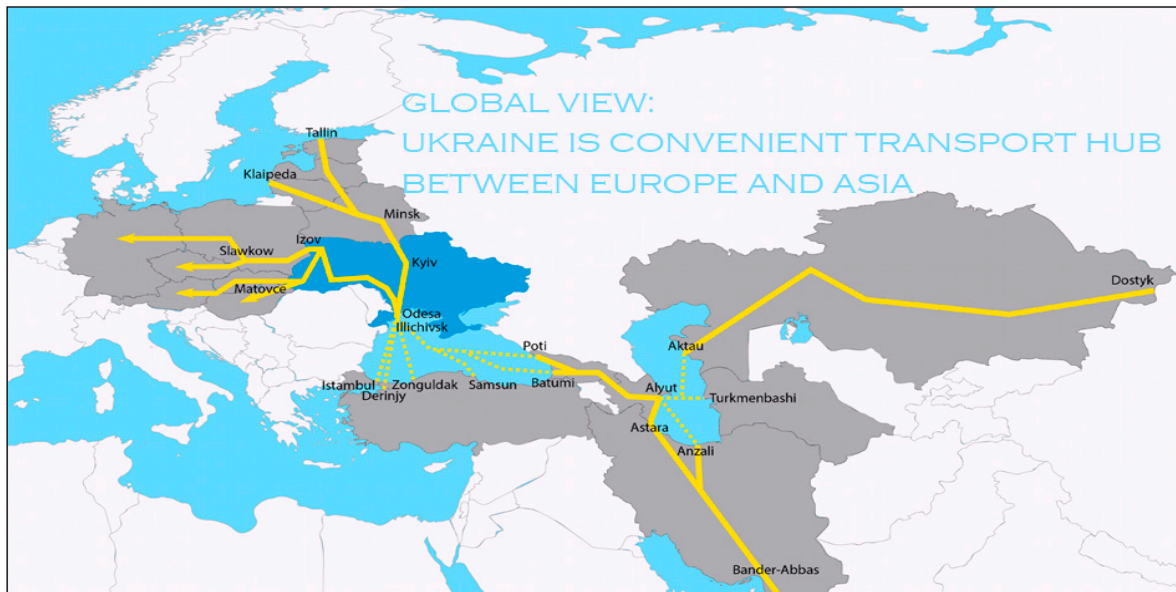 GLOBAL VIEW:
UKRAINE IS CONVENIENT TRANSPORT HUB
BETWEEN EUROPE AND ASIA
Tallin
Klaipeda
Minsk
Izov
Slawkow
Kyiv
Matovce
Dostyk
Odesa
Illichivsk
Poti
Aktau
Istambul
Zonguldak
Samsun
Batumi
Alyut
Derinjy
Turkmenbashi
Astara
Anzali
Bander-Abbas